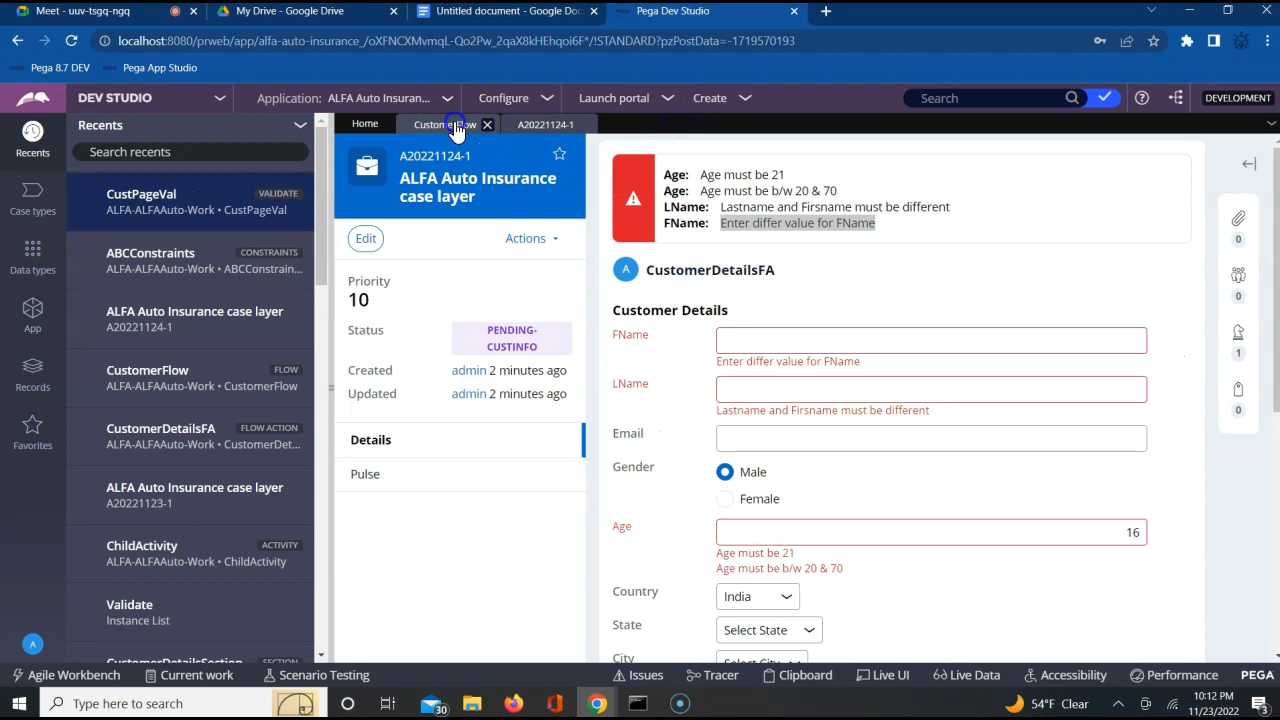 Meet - uuv-tsgq-ngq
My Drive - Google Drive
Untitled document - Google Doc
Pega Dev Studio
localhost:8080/prweb/app/alfa-auto-insurance_/oXFNCXMvmqL-Qo2Pw_2qaX8kHEhqoi6F*/!STANDARD?pzPostData=-1719570193
Pega 8.7 DEV
Pega App Studio
DEV STUDIO
Application: ALFA Auto Insuran...
Configure
Launch portal
Create
Search
DEVELOPMENT
Recents
Search recents
Home
CustomerFlow
A20221124-1
Recents
Case types
Data types
App
Records
Favorites
A
CustPageVal VALIDATE
ALFA-ALFAAuto-Work • CustPageVal
ABCConstraints CONSTRAINTS
ALFA-ALFAAuto-Work • ABCConstrain...
ALFA Auto Insurance case layer
A20221124-1
CustomerFlow FLOW
ALFA-ALFAAuto-Work • CustomerFlow
CustomerDetailsFA FLOW ACTION
ALFA-ALFAAuto-Work • CustomerDet...
ALFA Auto Insurance case layer
A20221123-1
ChildActivity ACTIVITY
ALFA-ALFAAuto-Work • ChildActivity
Validate
Instance List
CustomerDetailsSection SECTION
A20221124-1
ALFA Auto Insurance
case layer
Edit
Actions
Priority
10
Status
PENDING-
CUSTINFO
Created admin 2 minutes ago
Updated admin 2 minutes ago
Details
Pulse
Age: Age must be 21
Age: Age must be b/w 20 & 70
LName: Lastname and Firsname must be different
FName: Enter differ value for FName
A CustomerDetailsFA
Customer Details
FName
Enter differ value for FName
LName
Lastname and Firsname must be different
Email
Gender
Male
Female
Age
16
Age must be 21
Age must be b/w 20 & 70
Country
India
State
Select State
City
Select City
0
0
1
0
Agile Workbench
Current work
Scenario Testing
Issues
Tracer
Clipboard
Live UI
Live Data
Accessibility
Performance
PEGA
Type here to search
30
54°F Clear
10:12 PM
11/23/2022
3